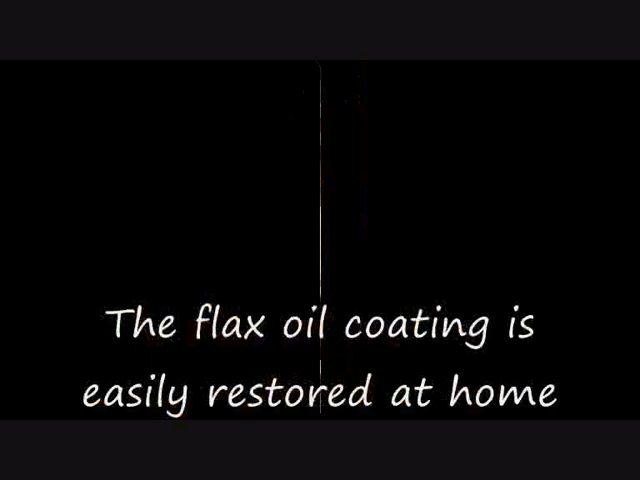 The flax oil coating is
easily restored at home